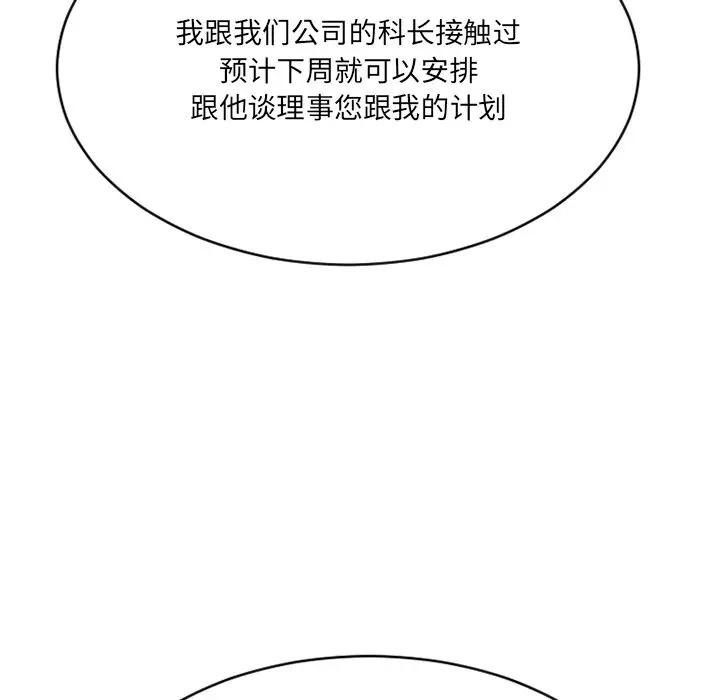 我跟我们公司的科长接触过
预计下周就可以安排
跟他谈理事您跟我的计划